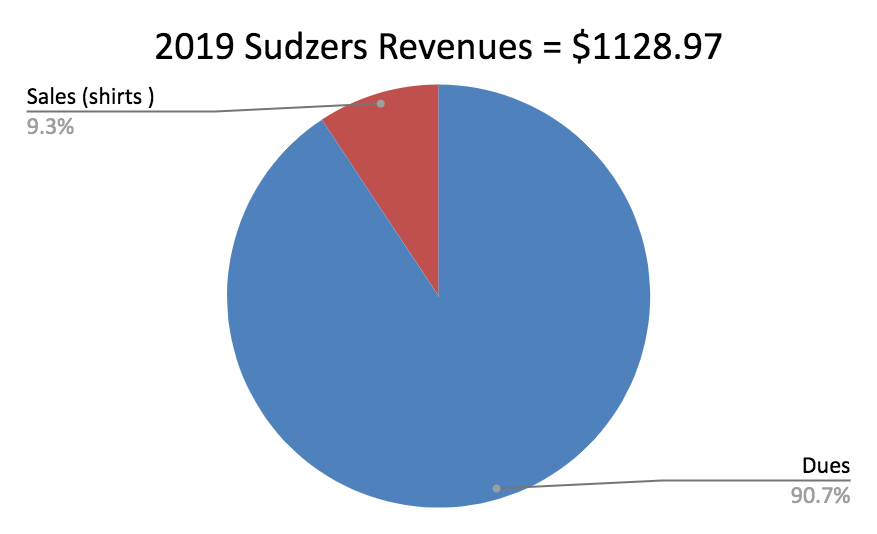 2019 Sudzers Revenues = $1128.97
Sales (shirts )
9.3%
Dues
90.7%